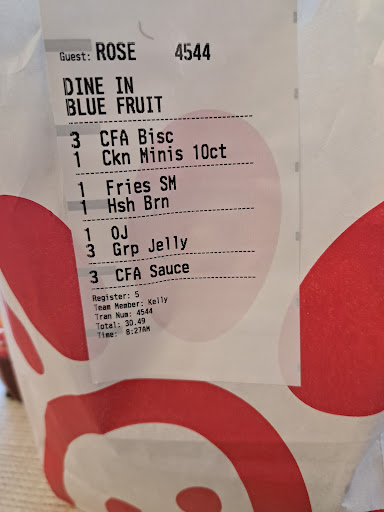 Guest: ROSE 4544
DINE IN
BLUE FRUIT
3 CFA Bisc
1 Ckn Minis 10ct
1 Fries SM
1 Hsh Brn
1 OJ
3 Grp Jelly
3 CFA Sauce
Register: 5
Team Member: Kelly
Tran Num: 4544
Total: 30.49
Time: 8:27AM